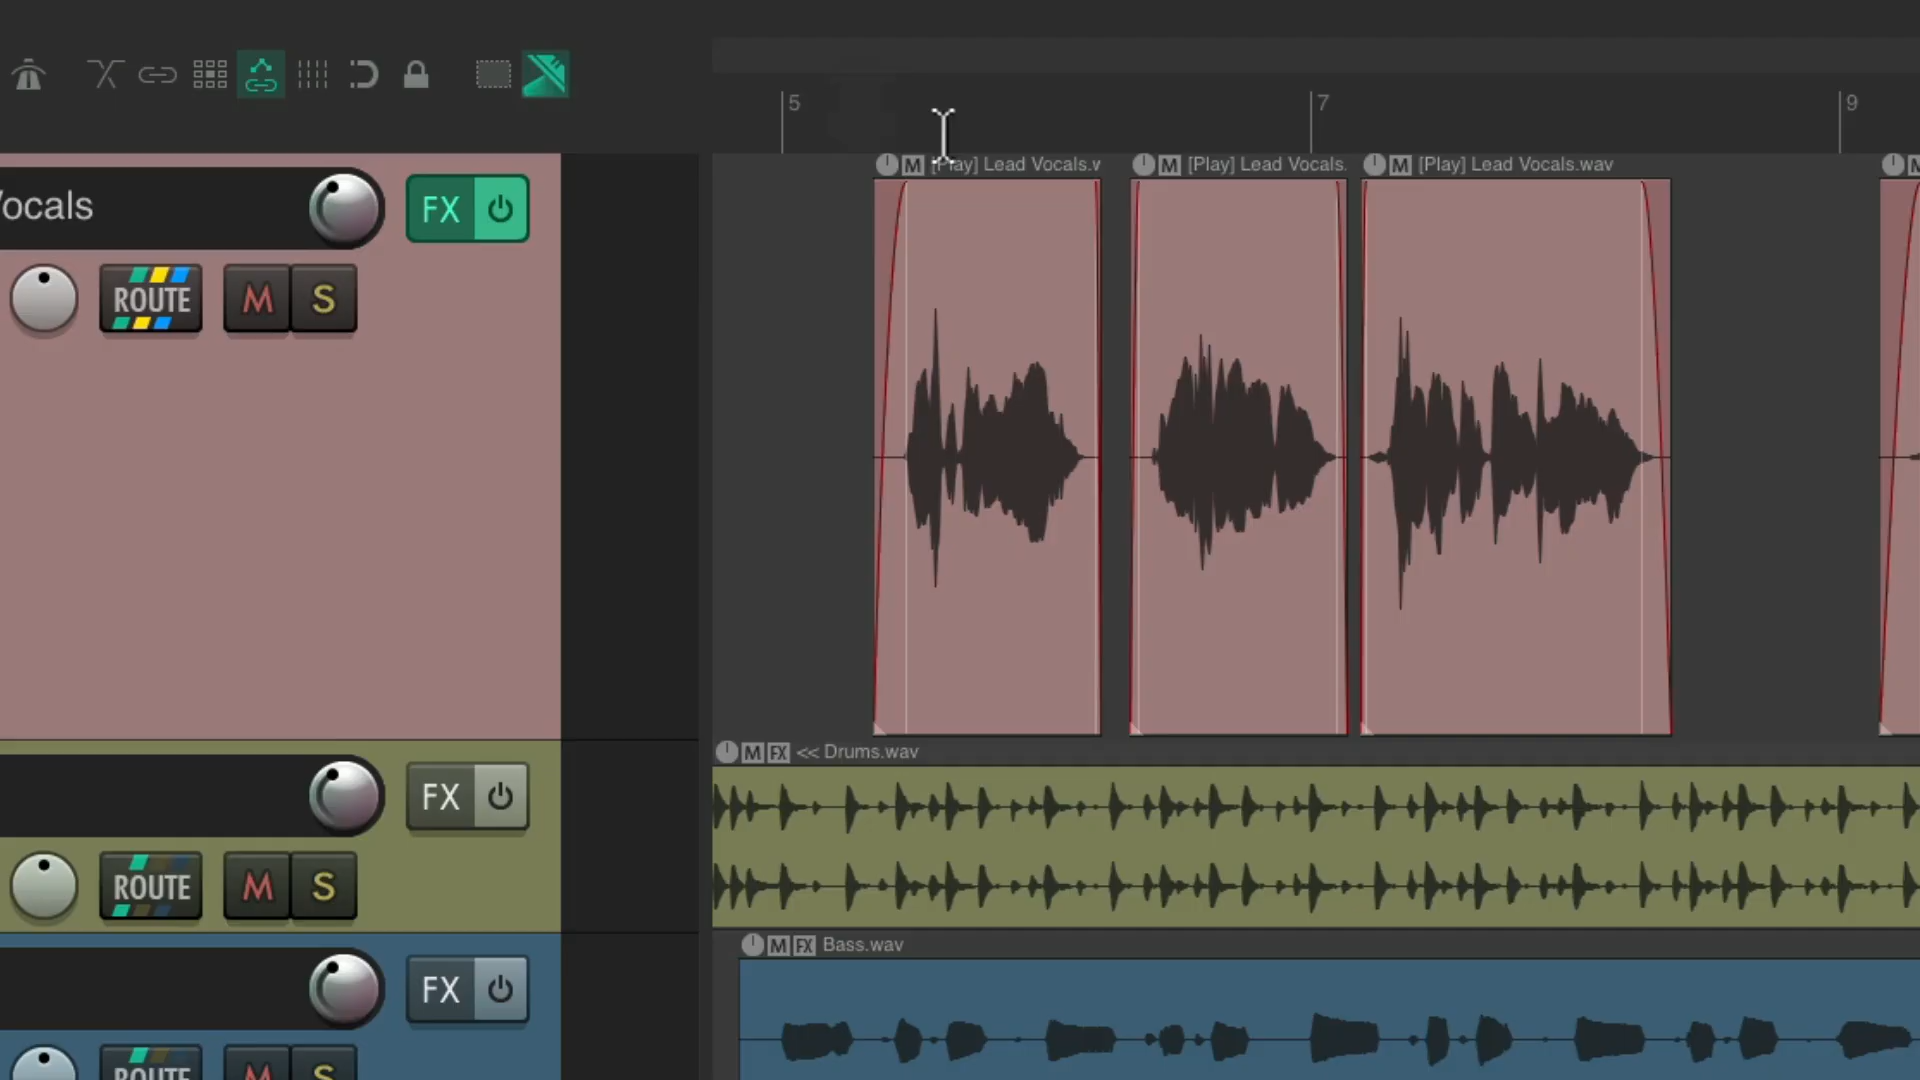 5 7 9
M [Play] Lead Vocals.v M [Play] Lead Vocals. M [Play] Lead Vocals.wav
ocals FX
ROUTE M S
M FX << Drums.wav
FX
ROUTE M S
M FX Bass.wav
FX
ROUTE M S